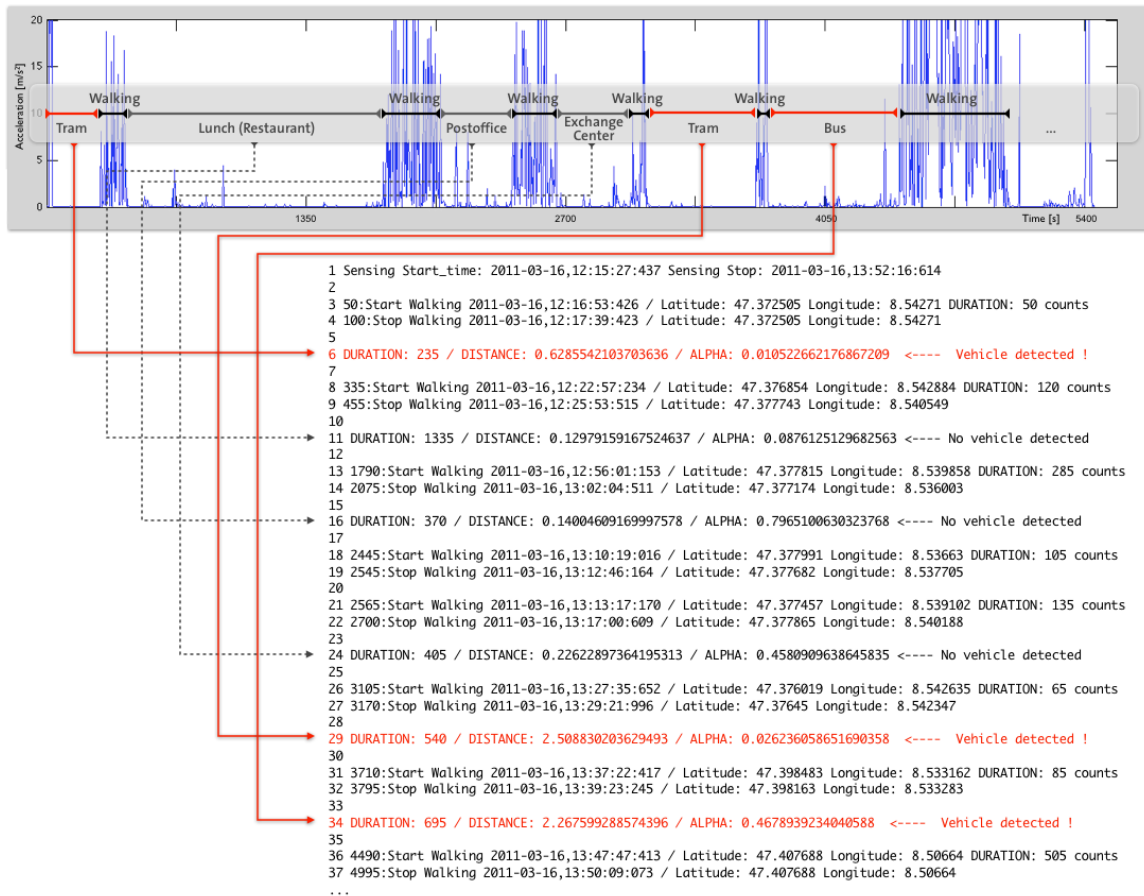 20
15
10
5
0
Acceleration [m/s²]
Walking
Walking
Walking
Walking
Walking
Walking
Tram
Lunch (Restaurant)
Postoffice
Exchange
Center
Tram
Bus
...
1350
2700
4050
Time [s]
5400
1 Sensing Start_time: 2011-03-16,12:15:27:437 Sensing Stop: 2011-03-16,13:52:16:614
2
3 50:Start Walking 2011-03-16,12:16:53:426 / Latitude: 47.372505 Longitude: 8.54271 DURATION: 50 counts
4 100:Stop Walking 2011-03-16,12:17:39:423 / Latitude: 47.372505 Longitude: 8.54271
5
6 DURATION: 235 / DISTANCE: 0.6285542103703636 / ALPHA: 0.010522662176867209 <---- Vehicle detected !
7
8 335:Start Walking 2011-03-16,12:22:57:234 / Latitude: 47.376854 Longitude: 8.542884 DURATION: 120 counts
9 455:Stop Walking 2011-03-16,12:25:53:515 / Latitude: 47.377743 Longitude: 8.540549
10
11 DURATION: 1335 / DISTANCE: 0.12979159167524637 / ALPHA: 0.0876125129682563 <---- No vehicle detected
12
13 1790:Start Walking 2011-03-16,12:56:01:153 / Latitude: 47.377815 Longitude: 8.539858 DURATION: 285 counts
14 2075:Stop Walking 2011-03-16,13:02:04:511 / Latitude: 47.377174 Longitude: 8.536003
15
16 DURATION: 370 / DISTANCE: 0.14004609169997578 / ALPHA: 0.7965100630323768 <---- No vehicle detected
17
18 2445:Start Walking 2011-03-16,13:10:19:016 / Latitude: 47.377991 Longitude: 8.53663 DURATION: 105 counts
19 2545:Stop Walking 2011-03-16,13:12:46:164 / Latitude: 47.377682 Longitude: 8.537705
20
21 2565:Start Walking 2011-03-16,13:13:17:170 / Latitude: 47.377457 Longitude: 8.539102 DURATION: 135 counts
22 2700:Stop Walking 2011-03-16,13:17:00:609 / Latitude: 47.377865 Longitude: 8.540188
23
24 DURATION: 405 / DISTANCE: 0.22622897364195313 / ALPHA: 0.4580909638645835 <---- No vehicle detected
25
26 3105:Start Walking 2011-03-16,13:27:35:652 / Latitude: 47.376019 Longitude: 8.542635 DURATION: 65 counts
27 3170:Stop Walking 2011-03-16,13:29:21:996 / Latitude: 47.37645 Longitude: 8.542347
28
29 DURATION: 540 / DISTANCE: 2.508830203629493 / ALPHA: 0.026236058651690358 <---- Vehicle detected !
30
31 3710:Start Walking 2011-03-16,13:37:22:417 / Latitude: 47.398483 Longitude: 8.533162 DURATION: 85 counts
32 3795:Stop Walking 2011-03-16,13:39:23:245 / Latitude: 47.398163 Longitude: 8.533283
33
34 DURATION: 695 / DISTANCE: 2.267599288574396 / ALPHA: 0.4678939234040588 <---- Vehicle detected !
35
36 4490:Start Walking 2011-03-16,13:47:47:413 / Latitude: 47.407688 Longitude: 8.50664 DURATION: 505 counts
37 4995:Stop Walking 2011-03-16,13:50:09:073 / Latitude: 47.407688 Longitude: 8.50664
...